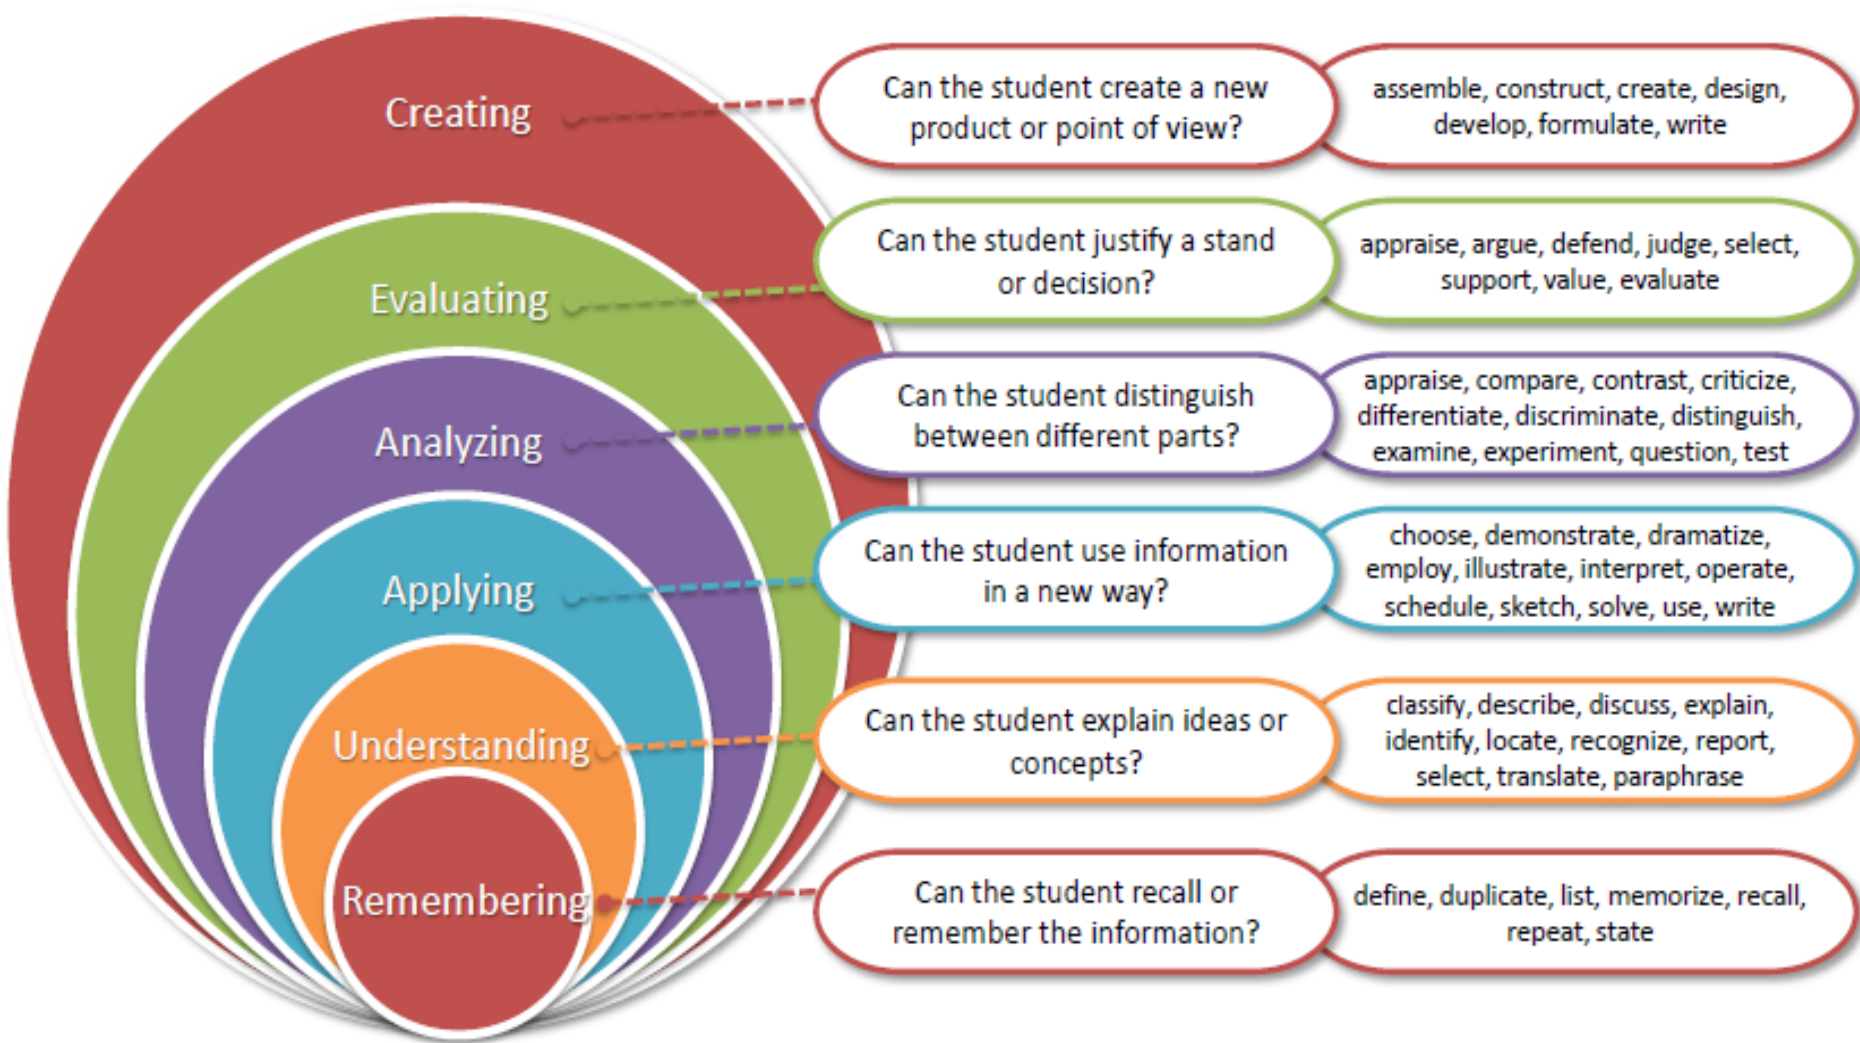 Creating
Can the student create a new
product or point of view?
assemble, construct, create, design,
develop, formulate, write
Evaluating
Can the student justify a stand
or decision?
appraise, argue, defend, judge, select,
support, value, evaluate
Analyzing
Can the student distinguish
between different parts?
appraise, compare, contrast, criticize,
differentiate, discriminate, distinguish,
examine, experiment, question, test
Applying
Can the student use information
in a new way?
choose, demonstrate, dramatize,
employ, illustrate, interpret, operate,
schedule, sketch, solve, use, write
Understanding
Can the student explain ideas or
concepts?
classify, describe, discuss, explain,
identify, locate, recognize, report,
select, translate, paraphrase
Remembering
Can the student recall or
remember the information?
define, duplicate, list, memorize, recall,
repeat, state